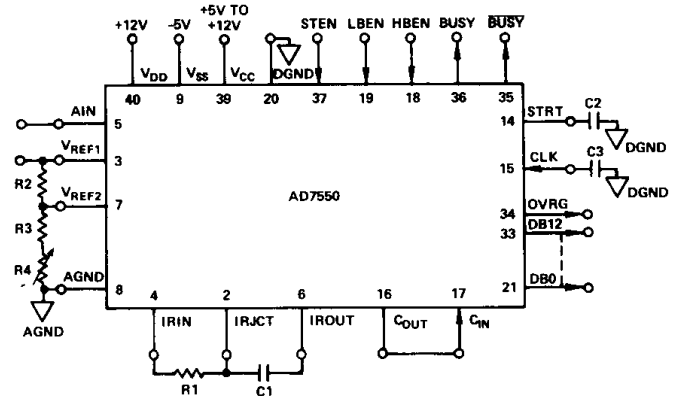 +5V TO
+12V -5V +12V STEN LBEN HBEN BUSY BUSY
VDD VSS VCC DGND
40 9 39 20 37 19 18 36 35
AIN 5
VREF1 3
R2
VREF2 7
R3
R4
AGND 8
AGND
AD7550
14 STRT C2
DGND
15 CLK C3
DGND
34 OVRG
33 DB12
21 DB0
4 2 6 16 17
IRIN IRJCT IROUT COUT CIN
R1 C1